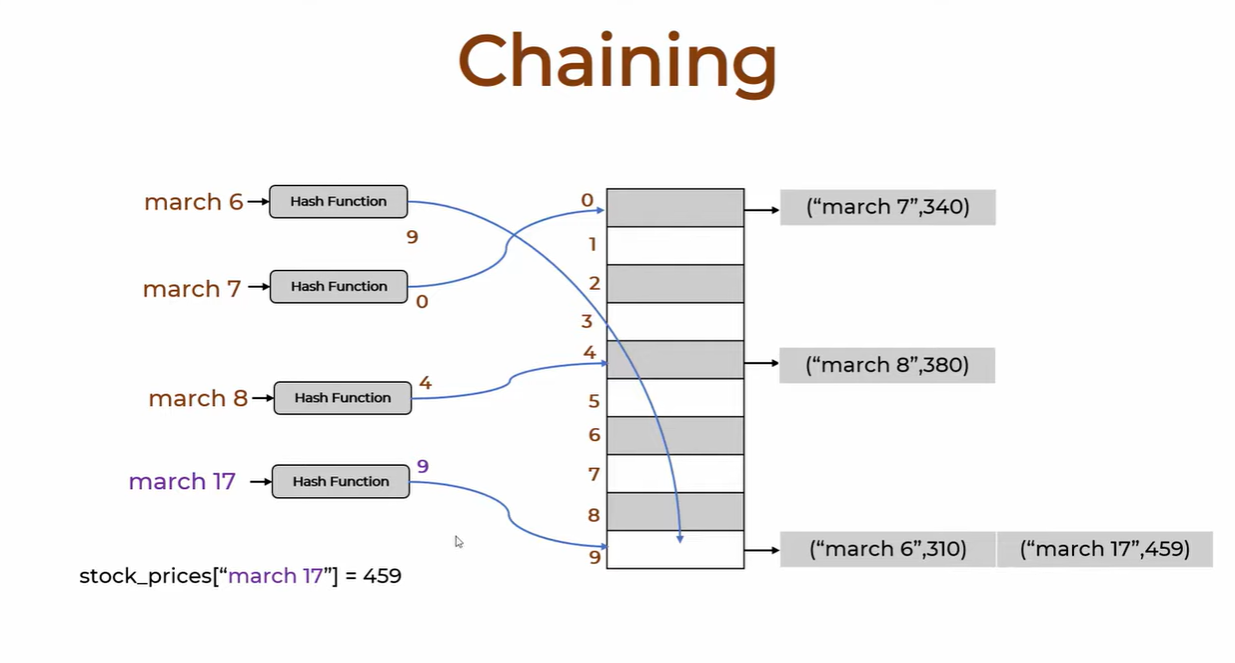 Chaining
march 6
Hash Function
9
march 7
Hash Function
0
march 8
Hash Function
4
march 17
Hash Function
9
stock_prices[“march 17”] = 459
0
1
2
3
4
5
6
7
8
9
(“march 7”,340)
(“march 8”,380)
(“march 6”,310) (“march 17”,459)